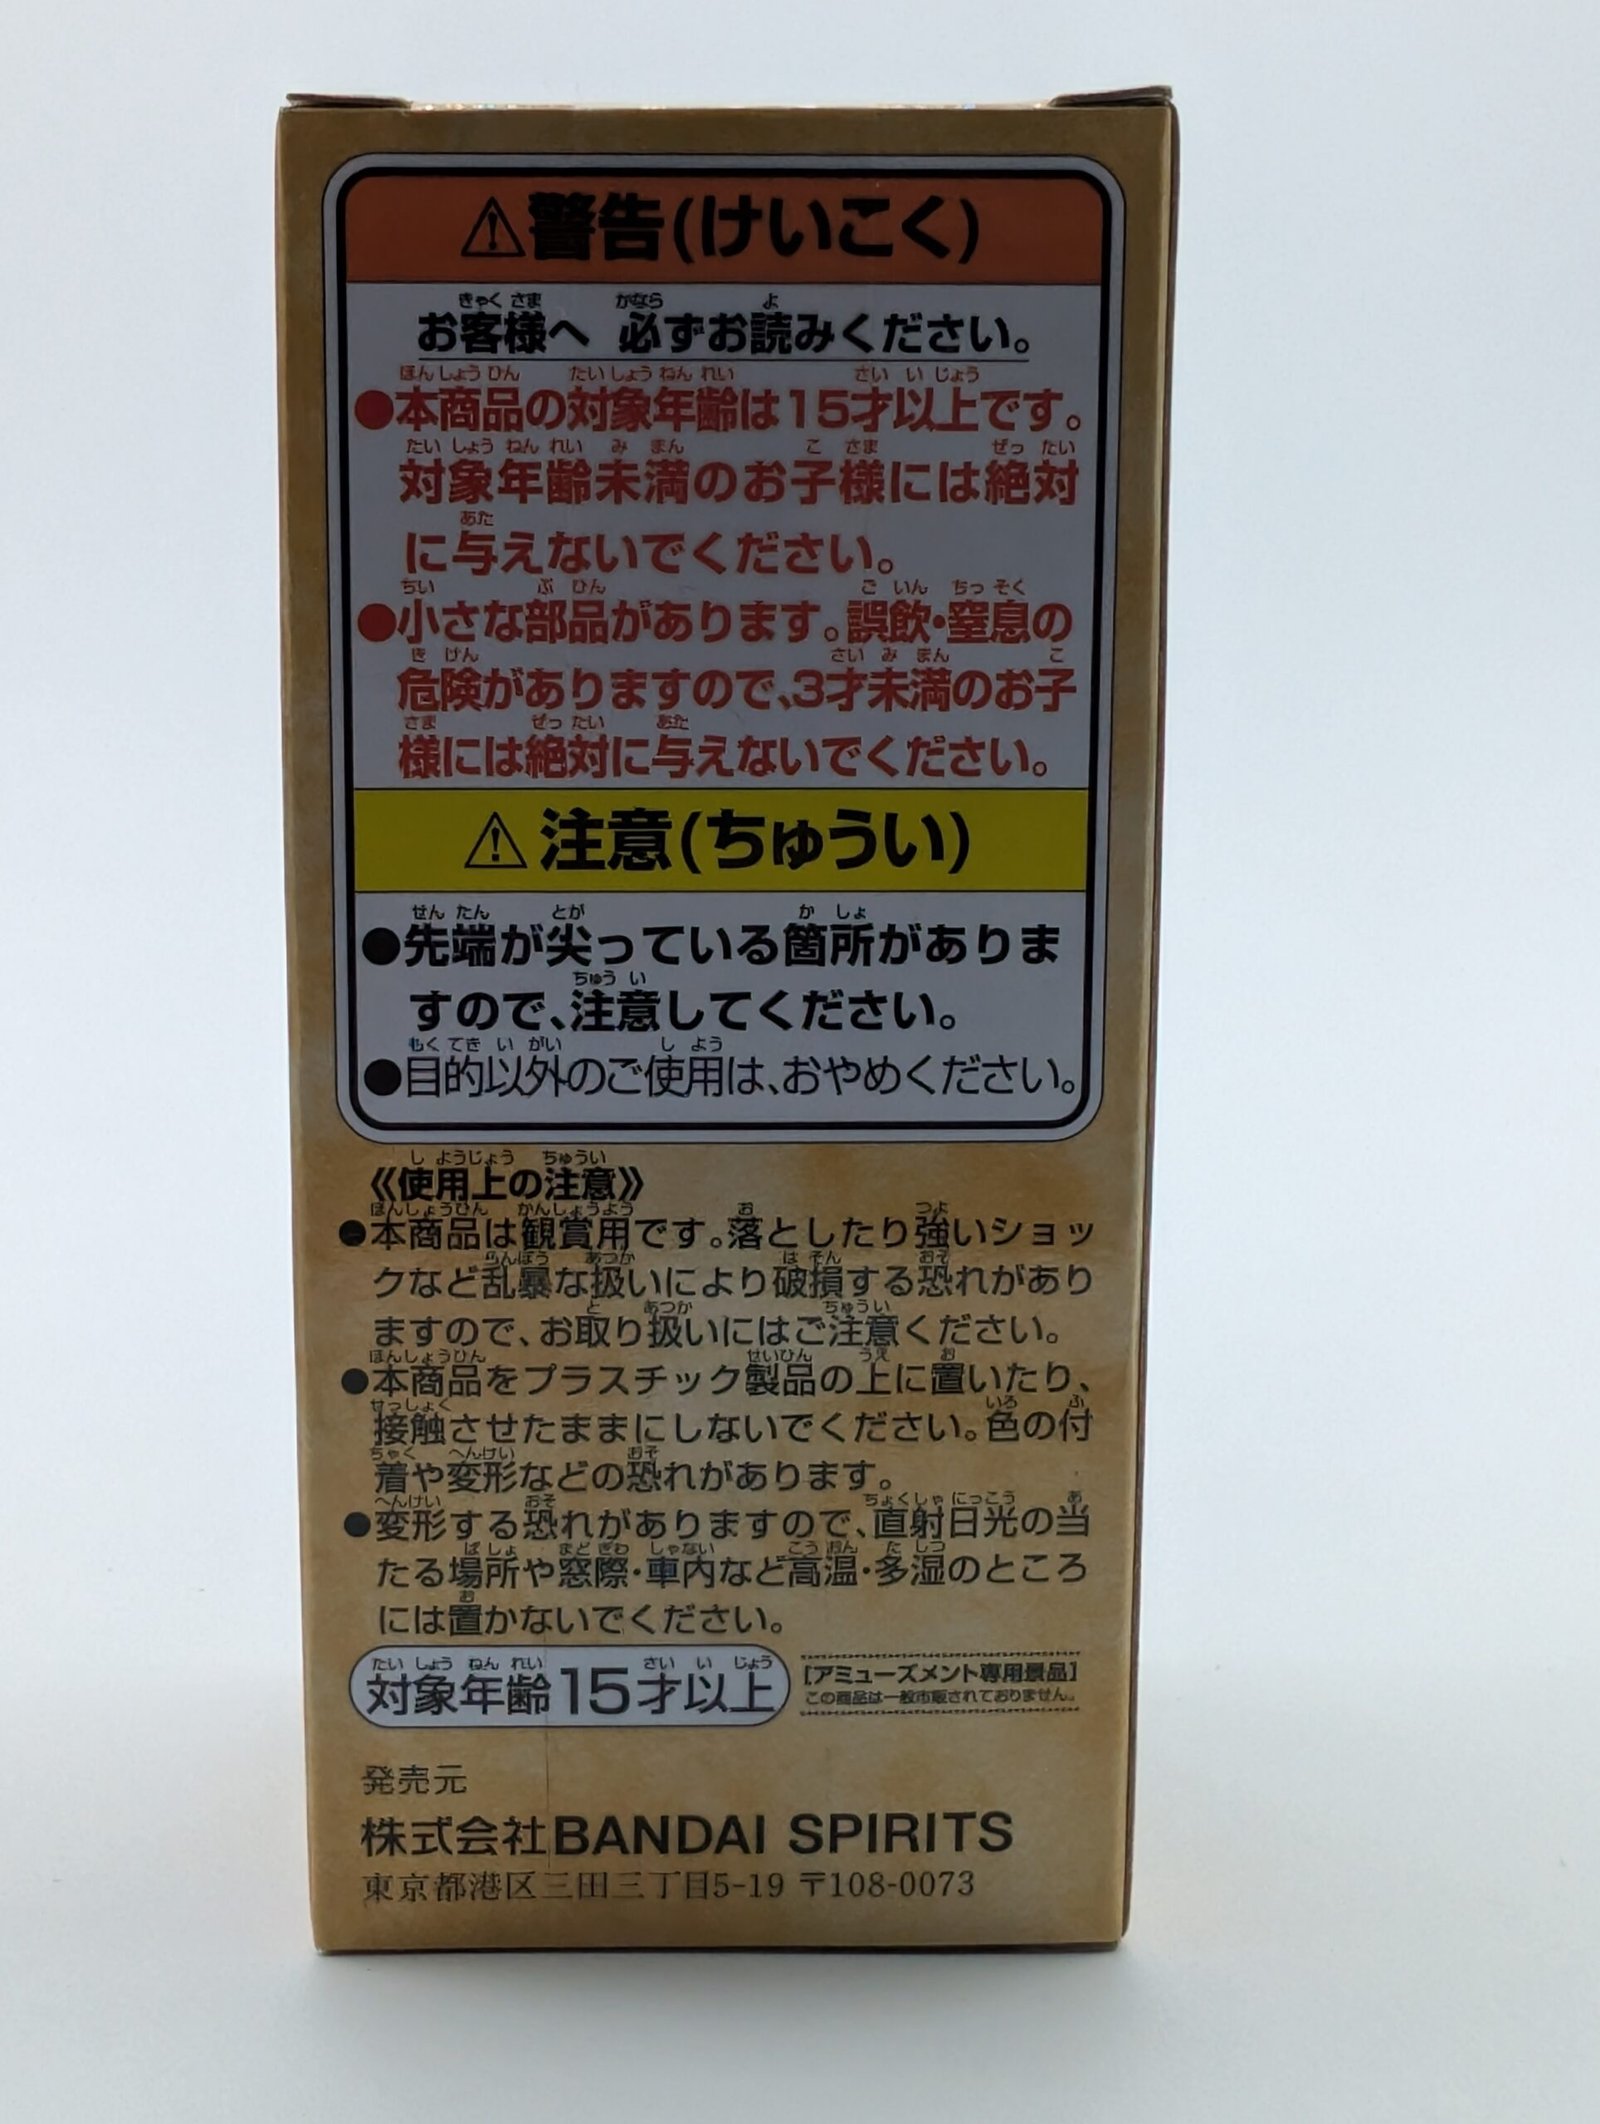 ⚠警告(けいこく)
お客様へ 必ずお読みください。
●本商品の対象年齢は15才以上です。
対象年齢未満のお子様には絶対
に与えないでください。
●小さな部品があります。誤飲・窒息の
危険がありますので、3才未満のお子
様には絶対に与えないでください。
⚠注意(ちゅうい)
●先端が尖っている箇所がありま
すので、注意してください。
●目的以外のご使用は、おやめください。
《使用上の注意》
●本商品は観賞用です。落としたり強いショッ
クなど乱暴な扱いにより破損する恐れがあり
ますので、お取り扱いにはご注意ください。
●本商品をプラスチック製品の上に置いたり、
接触させたままにしないでください。色の付
着や変形などの恐れがあります。
●変形する恐れがありますので、直射日光の当
たる場所や窓際・車内など高温・多湿のところ
には置かないでください。
対象年齢15才以上
[アミューズメント専用景品]
この商品は一般市販されておりません。
発売元
株式会社BANDAI SPIRITS
東京都港区三田三丁目5-19 〒108-0073